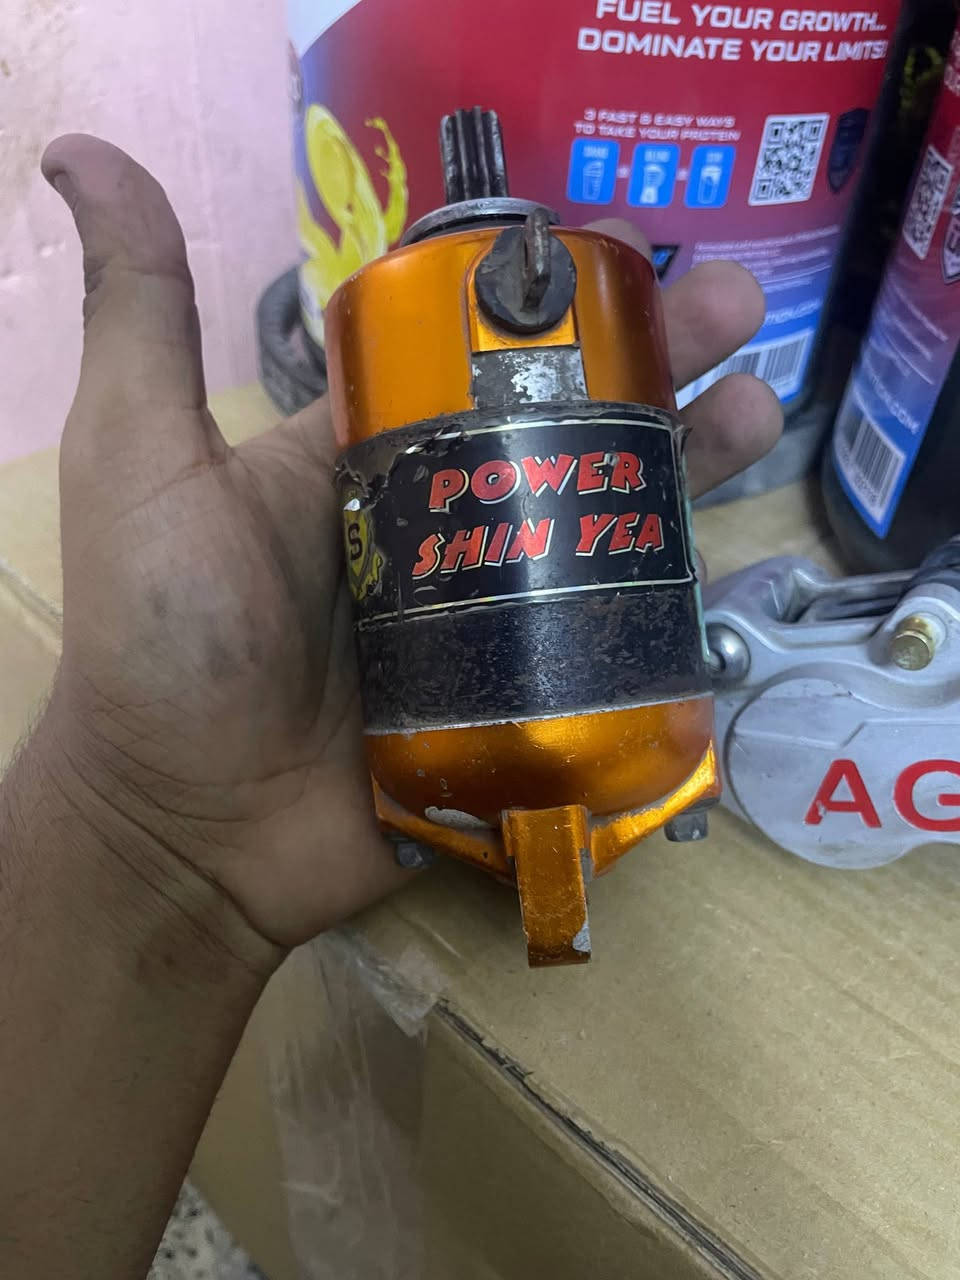 FUEL YOUR GROWTH...
DOMINATE YOUR LIMITS!
3 FAST & EASY WAYS
TO TAKE YOUR PROTEIN
POWER
SHIN YEA
S
AG